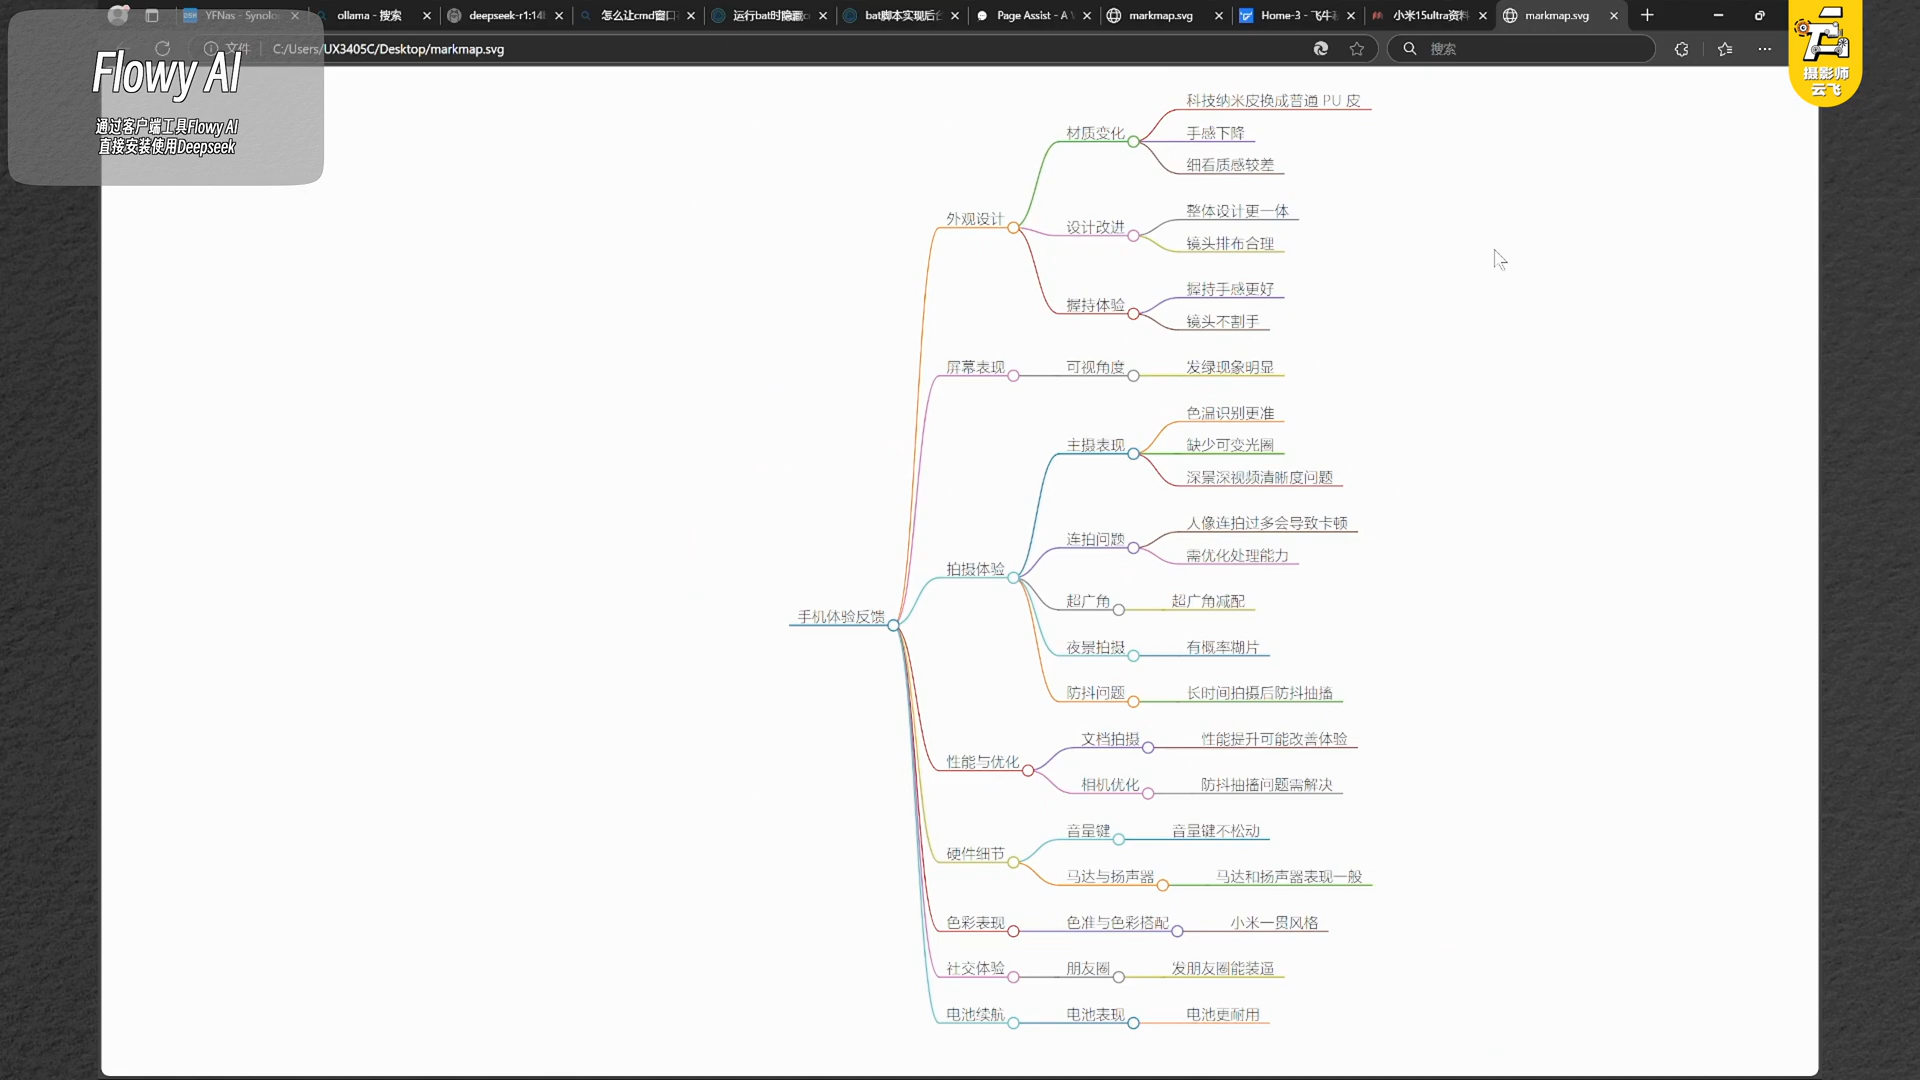 YFNas - Synolo
ollama - 搜索
deepseek-r1:14l
怎么让cmd窗口
运行bat时隐藏c
bat脚本实现后台
Page Assist - A
markmap.svg
Home-3 - 飞牛
小米15ultra资料
markmap.svg
文件
C:/Users/UX3405C/Desktop/markmap.svg
搜索
Flowy AI
通过客户端工具Flowy AI
直接安装使用Deepseek
摄影师
云飞
手机体验反馈
外观设计
材质变化
科技纳米皮换成普通 PU 皮
手感下降
细看质感较差
设计改进
整体设计更一体
镜头排布合理
握持体验
握持手感更好
镜头不割手
屏幕表现
可视角度
发绿现象明显
拍摄体验
主摄表现
色温识别更准
缺少可变光圈
深景深视频清晰度问题
连拍问题
人像连拍过多会导致卡顿
需优化处理能力
超广角
超广角减配
夜景拍摄
有概率糊片
防抖问题
长时间拍摄后防抖抽搐
性能与优化
文档拍摄
性能提升可能改善体验
相机优化
防抖抽搐问题需解决
硬件细节
音量键
音量键不松动
马达与扬声器
马达和扬声器表现一般
色彩表现
色准与色彩搭配
小米一贯风格
社交体验
朋友圈
发朋友圈能装逼
电池续航
电池表现
电池更耐用